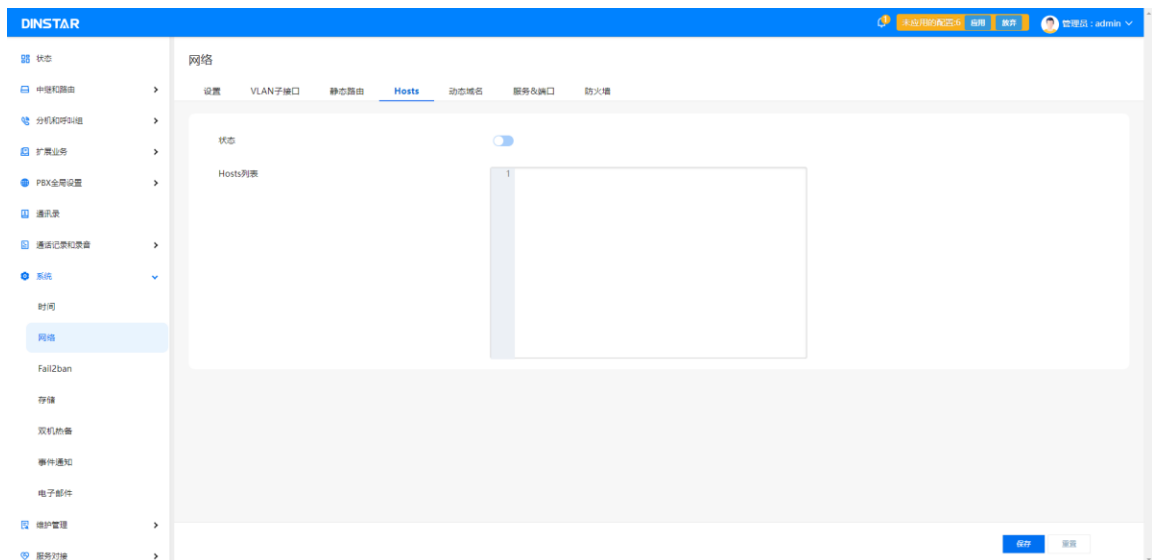 DINSTAR
未应用的配置:6 应用 放弃 管理员 : admin
状态
中继和路由
分机和呼叫组
扩展业务
PBX全局设置
通讯录
通话记录和录音
系统
时间
网络
Fail2ban
存储
双机热备
事件通知
电子邮件
维护管理
服务对接
网络
设置 VLAN子接口 静态路由 Hosts 动态域名 服务&端口 防火墙
状态
Hosts列表
1
保存 重置